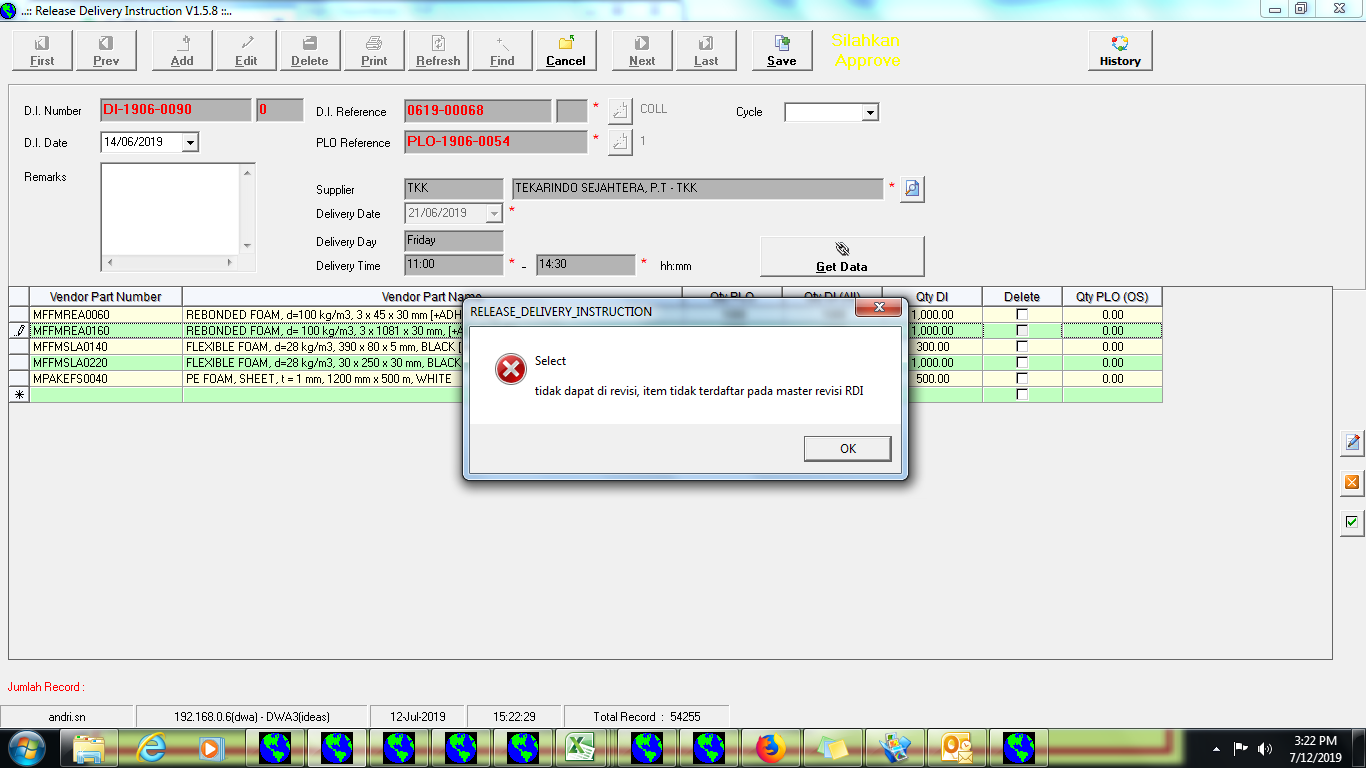 ..:: Release Delivery Instruction V1.5.8 ::..
First Prev Add Edit Delete Print Refresh Find Cancel Next Last Save Silahkan Approve History
D.I. Number DI-1906-0090 0 D.I. Reference 0619-00068 * COLL Cycle
D.I. Date 14/06/2019 PLO Reference PLO-1906-0054 * 1
Remarks
Supplier TKK TEKARINDO SEJAHTERA, P.T - TKK *
Delivery Date 21/06/2019 *
Delivery Day Friday
Delivery Time 11:00 * - 14:30 * hh:mm
Get Data
Vendor Part Number Vendor Part Name Qty PLO Qty DI (All) Qty DI Delete Qty PLO (OS)
MFFMREA0060 REBONDED FOAM, d=100 kg/m3, 3 x 45 x 30 mm [+ADH 1,000.00 0.00
MFFMREA0160 REBONDED FOAM, d= 100 kg/m3, 3 x 1081 x 30 mm, [+A 1,000.00 0.00
MFFMSLA0140 FLEXIBLE FOAM, d=28 kg/m3, 390 x 80 x 5 mm, BLACK [ 300.00 0.00
MFFMSLA0220 FLEXIBLE FOAM, d=28 kg/m3, 30 x 250 x 30 mm, BLACK 1,000.00 0.00
MPAKEFS0040 PE FOAM, SHEET, t = 1 mm, 1200 mm x 500 m, WHITE 500.00 0.00
RELEASE_DELIVERY_INSTRUCTION
Select
tidak dapat di revisi, item tidak terdaftar pada master revisi RDI
OK
Jumlah Record :
andri.sn 192.168.0.6(dwa) - DWA3(ideas) 12-Jul-2019 15:22:29 Total Record : 54255
3:22 PM
7/12/2019